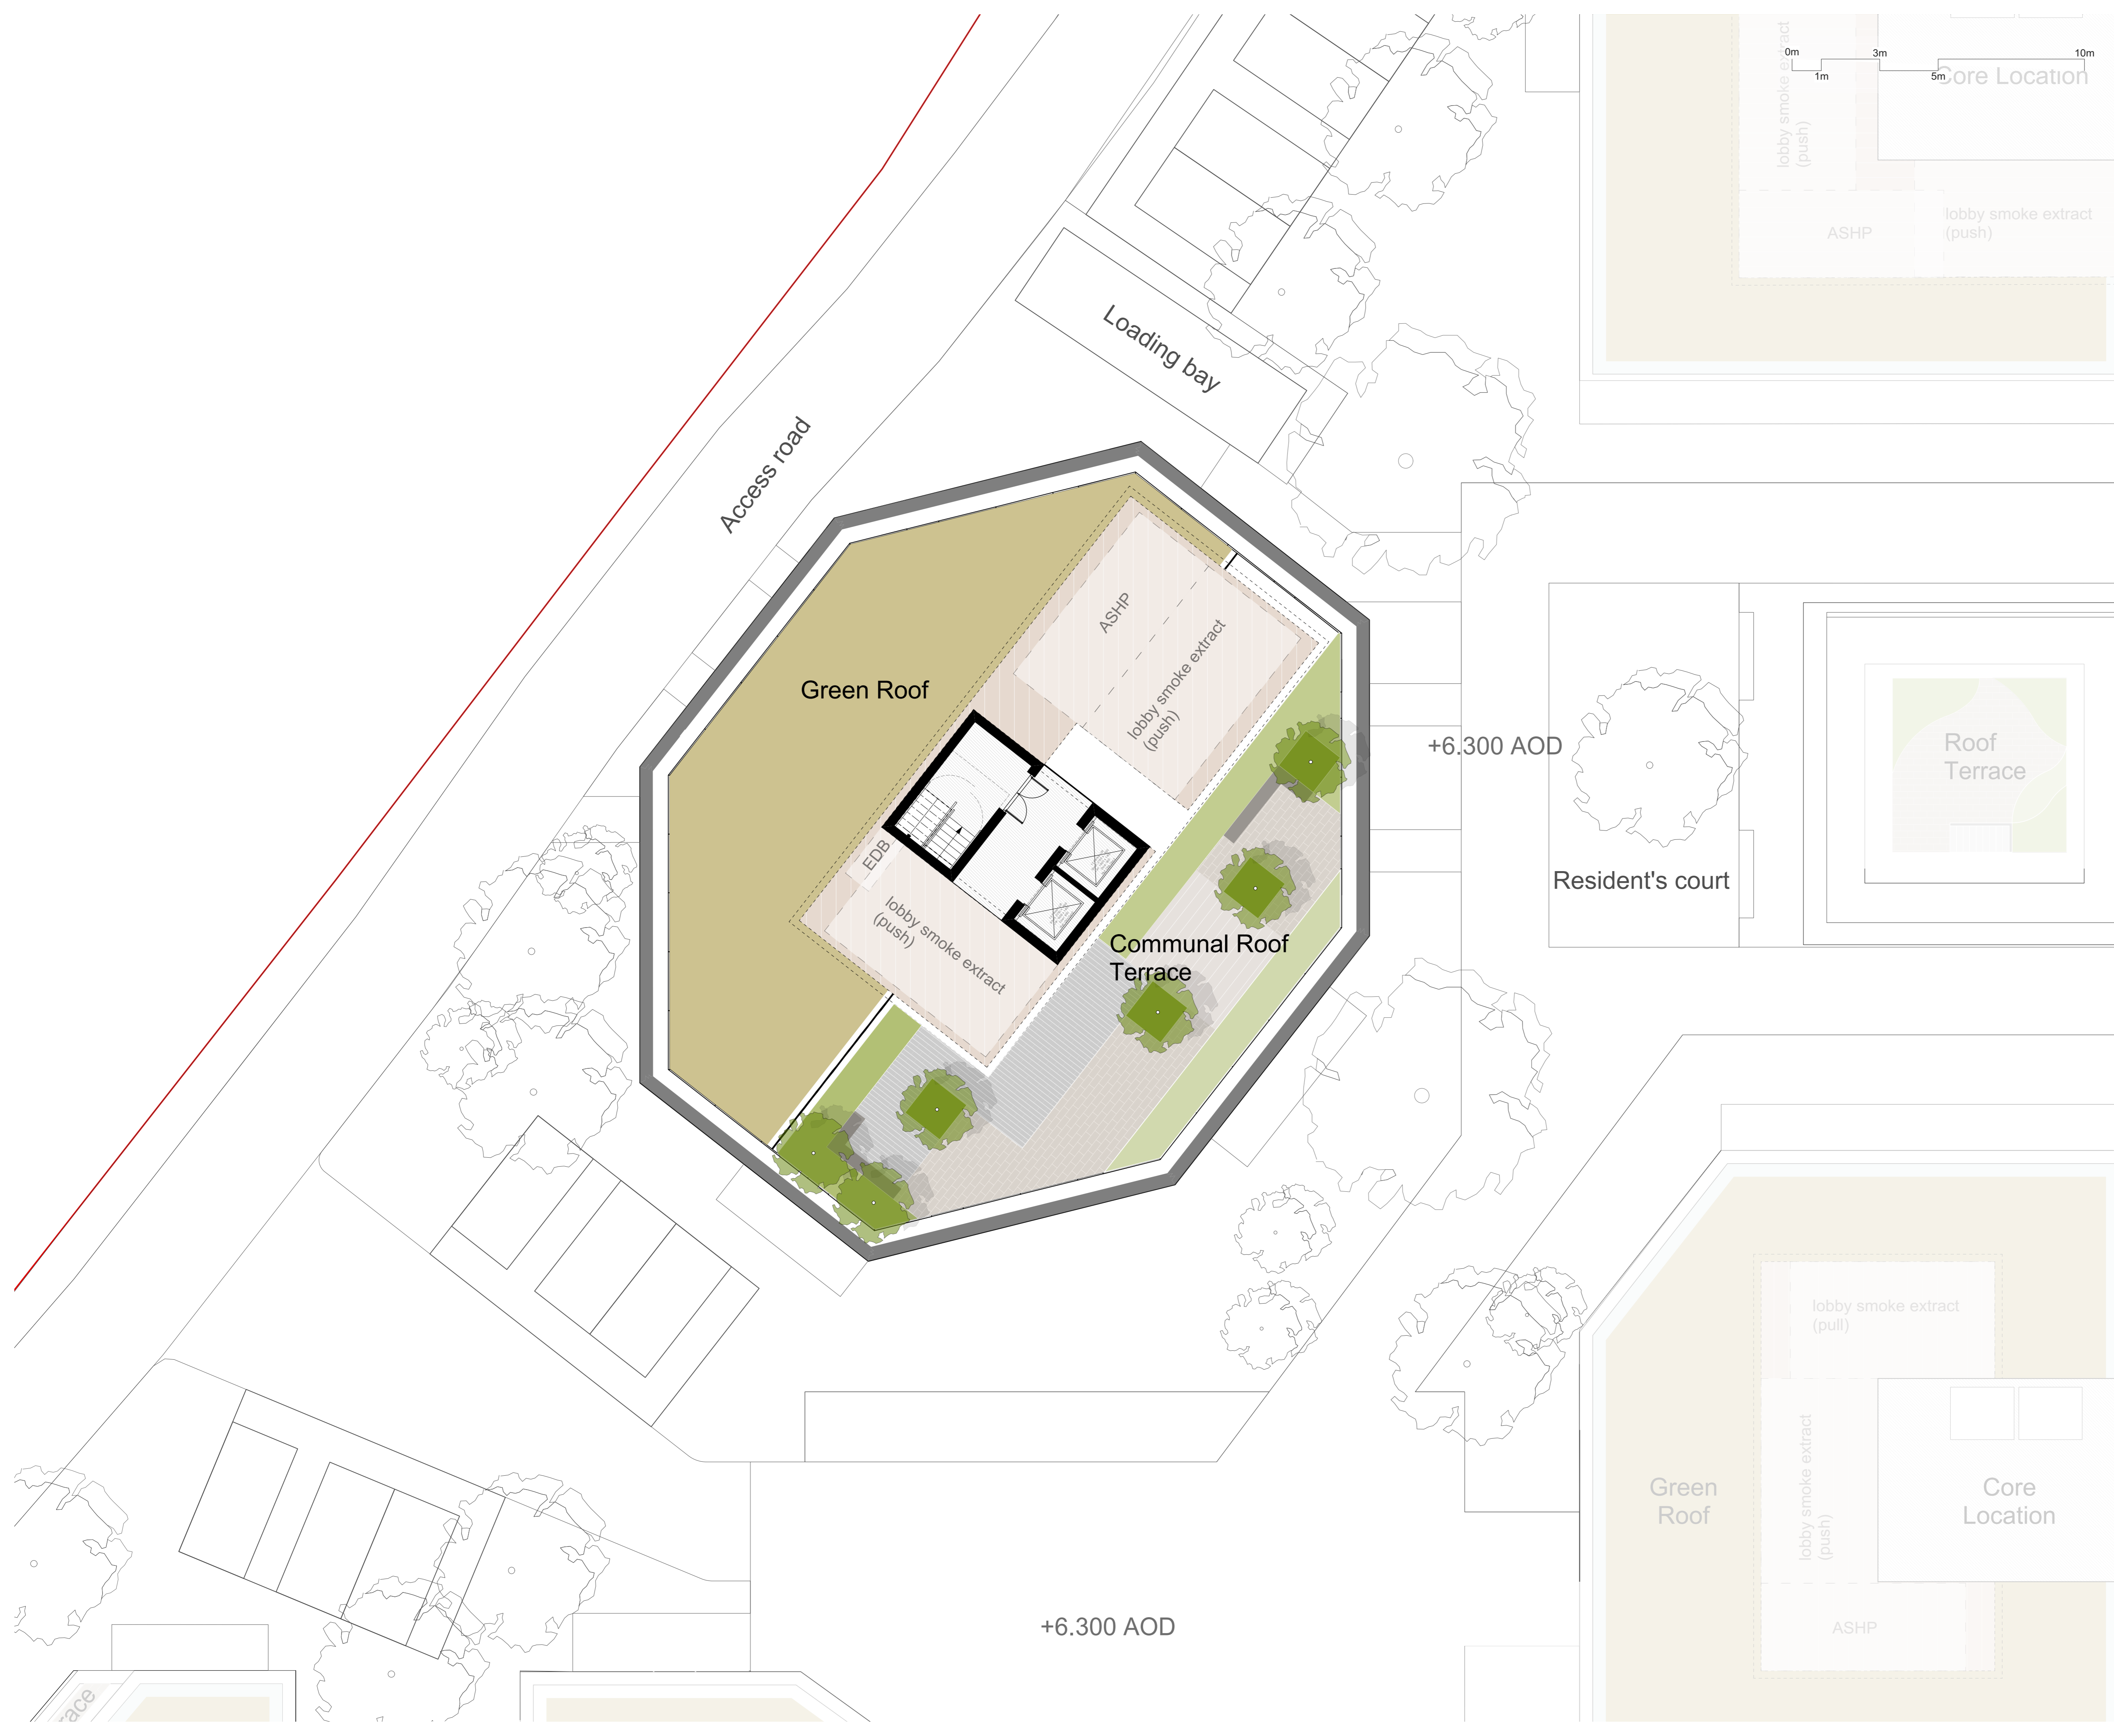 0m
3m
10m
1m
5m
Core Location
lobby smoke extract
(push)
lobby smoke extract
(push)
ASHP
Loading bay
Access road
ASHP
lobby smoke extract
(push)
Green Roof
+6.300 AOD
Roof
Terrace
EDB
Resident's court
lobby smoke extract
(push)
Communal Roof
Terrace
lobby smoke extract
(pull)
lobby smoke extract
(push)
Green
Roof
Core
Location
+6.300 AOD
ASHP
race